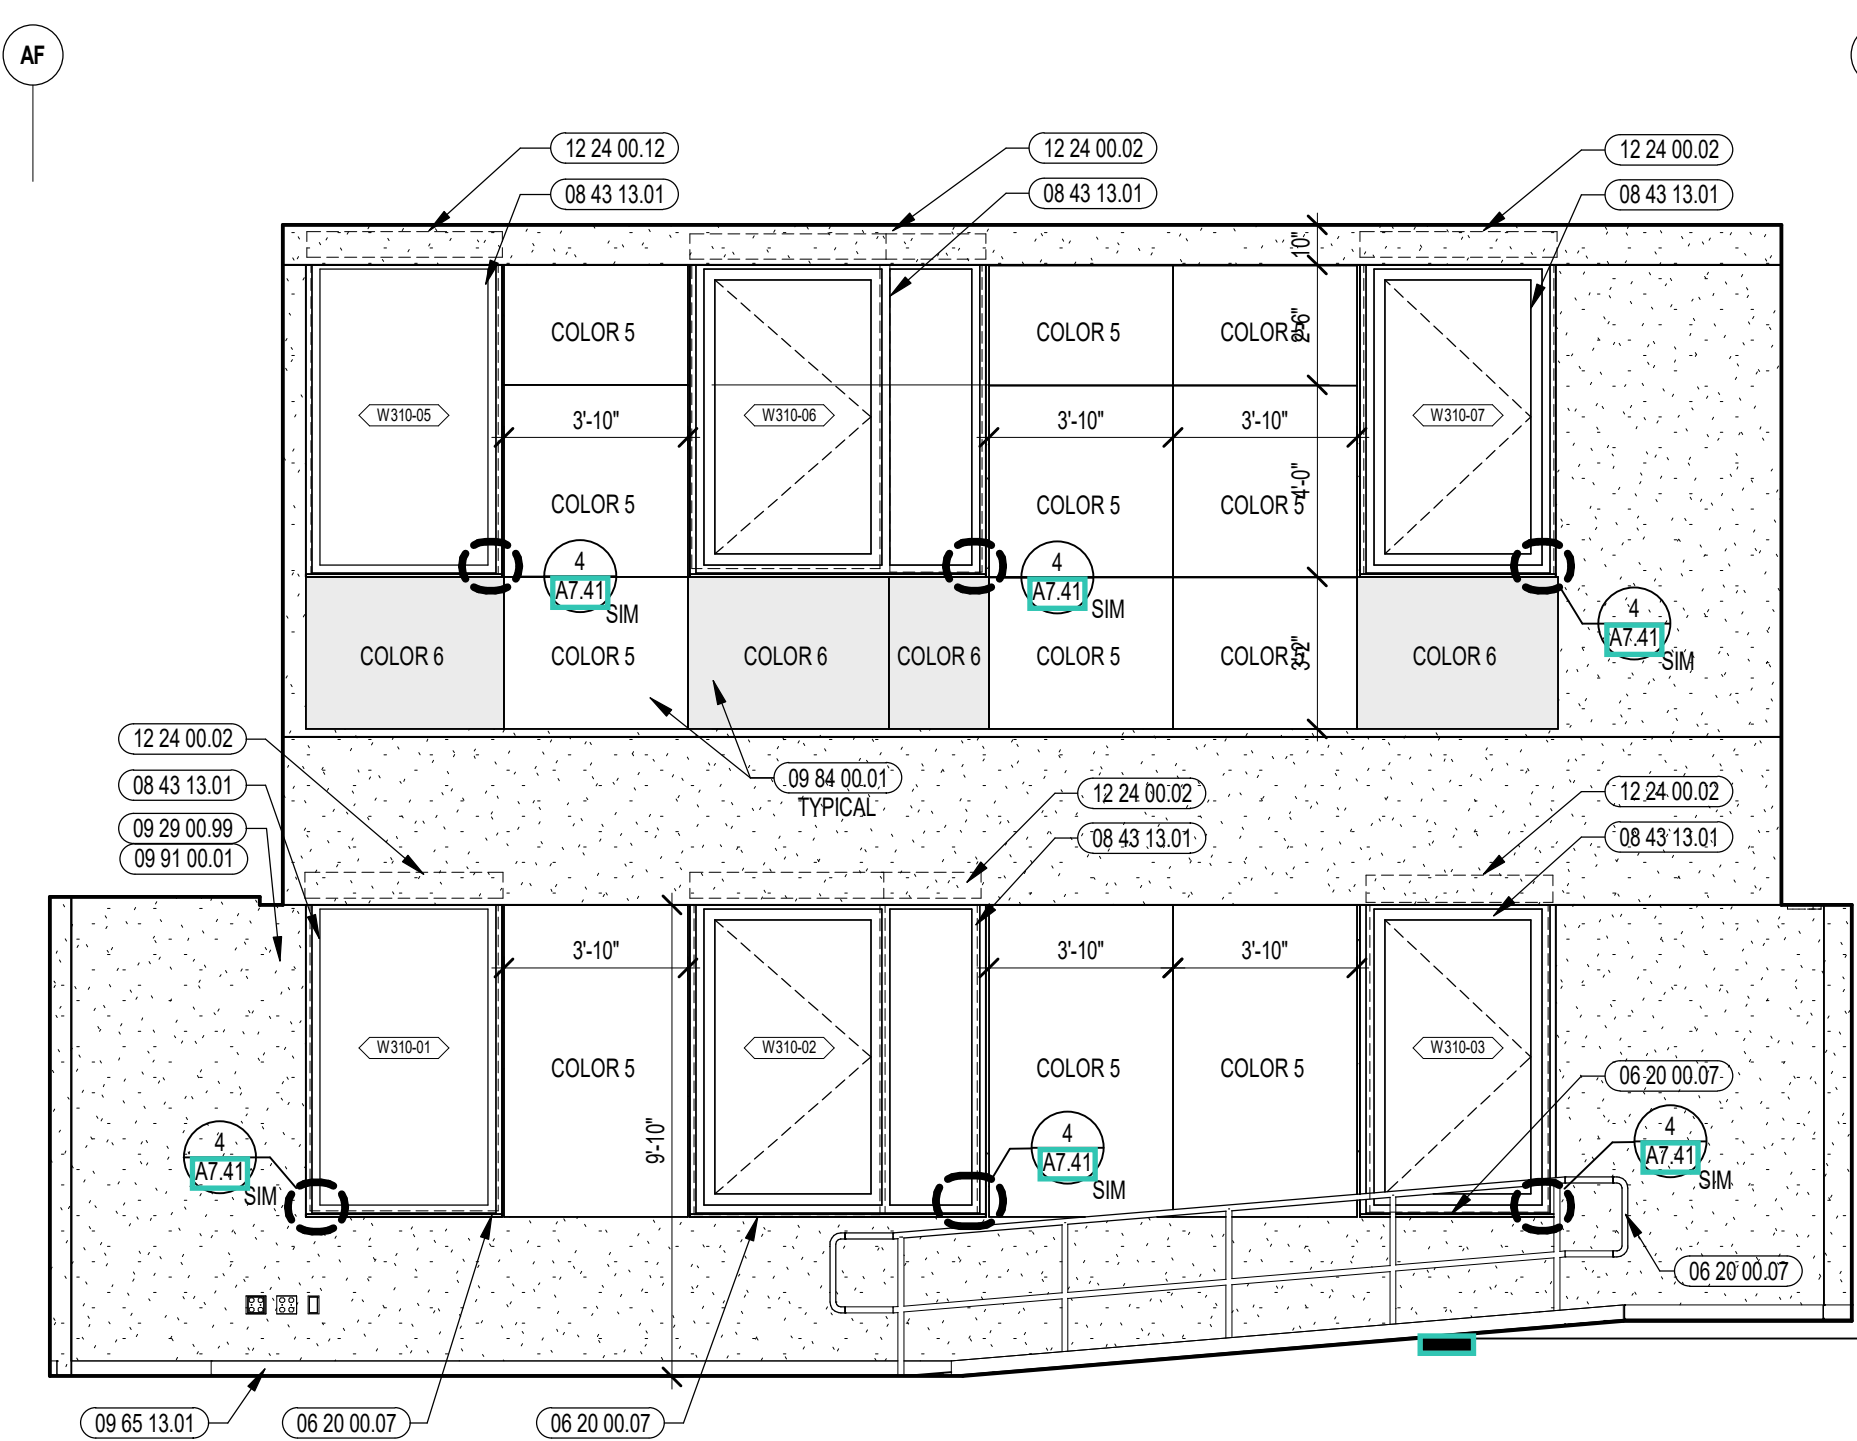 AF
12 24 00.12
12 24 00.02
12 24 00.02
08 43 13.01
08 43 13.01
08 43 13.01
10"
COLOR 5
COLOR 5
COLOR 5
2'-6"
W310-05
W310-06
W310-07
3'-10"
3'-10"
3'-10"
COLOR 5
COLOR 5
COLOR 5
4'-0"
4
A7.41
SIM
4
A7.41
SIM
4
A7.41
SIM
COLOR 6
COLOR 5
COLOR 6
COLOR 6
COLOR 5
COLOR 5
3'-2"
COLOR 6
12 24 00.02
08 43 13.01
09 29 00.99
09 91 00.01
09 84 00.01
TYPICAL
12 24 00.02
08 43 13.01
12 24 00.02
08 43 13.01
3'-10"
3'-10"
3'-10"
W310-01
W310-02
W310-03
COLOR 5
COLOR 5
COLOR 5
06 20 00.07
9'-10"
4
A7.41
SIM
4
A7.41
SIM
4
A7.41
SIM
06 20 00.07
09 65 13.01
06 20 00.07
06 20 00.07